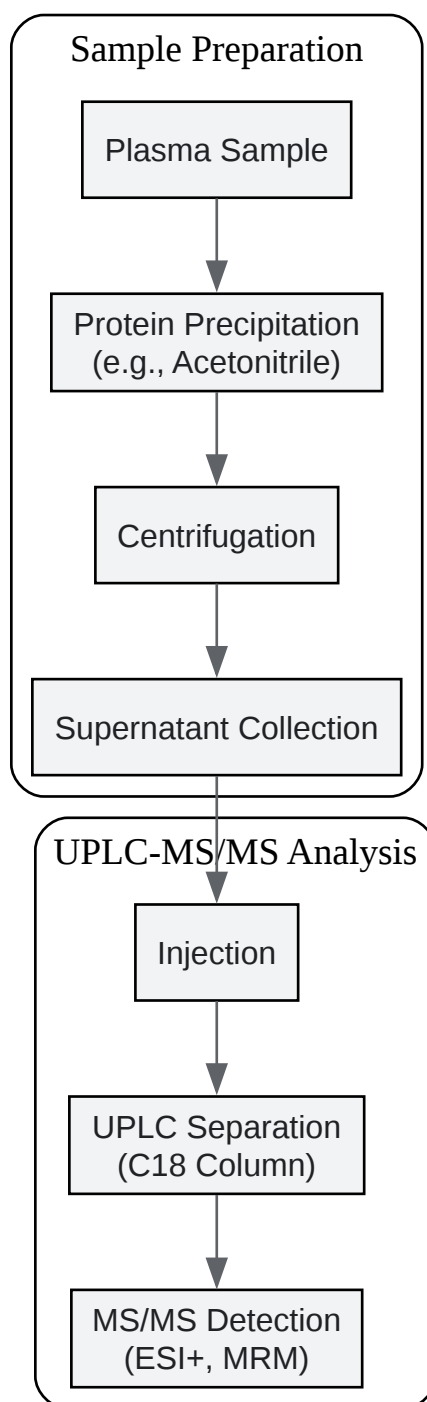 Sample Preparation
Plasma Sample
Protein Precipitation
(e.g., Acetonitrile)
Centrifugation
Supernatant Collection
UPLC-MS/MS Analysis
Injection
UPLC Separation
(C18 Column)
MS/MS Detection
(ESI+, MRM)